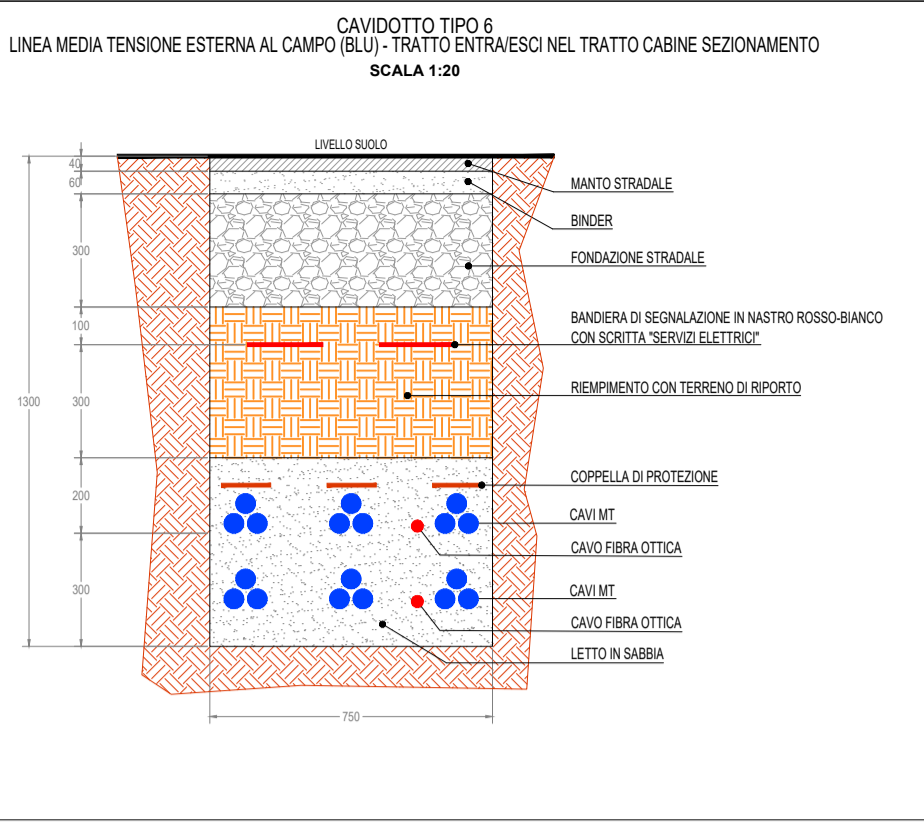 CAVIDOTTO TIPO 6
LINEA MEDIA TENSIONE ESTERNA AL CAMPO (BLU) - TRATTO ENTRA/ESCI NEL TRATTO CABINE SEZIONAMENTO
SCALA 1:20
LIVELLO SUOLO
40
60
MANTO STRADALE
BINDER
300
FONDAZIONE STRADALE
100
BANDIERA DI SEGNALAZIONE IN NASTRO ROSSO-BIANCO
CON SCRITTA "SERVIZI ELETTRICI"
1300
300
RIEMPIMENTO CON TERRENO DI RIPORTO
200
COPPELLA DI PROTEZIONE
CAVI MT
CAVO FIBRA OTTICA
300
CAVI MT
CAVO FIBRA OTTICA
LETTO IN SABBIA
750